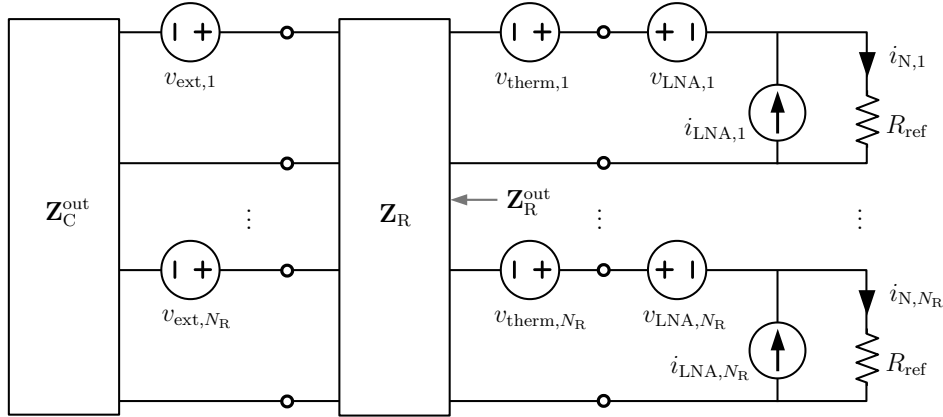 v_ext,1
v_therm,1
v_LNA,1
i_N,1
i_LNA,1
R_ref
Z_C^out
Z_R
Z_R^out
⋮ ⋮ ⋮
v_ext,N_R
v_therm,N_R
v_LNA,N_R
i_N,N_R
i_LNA,N_R
R_ref